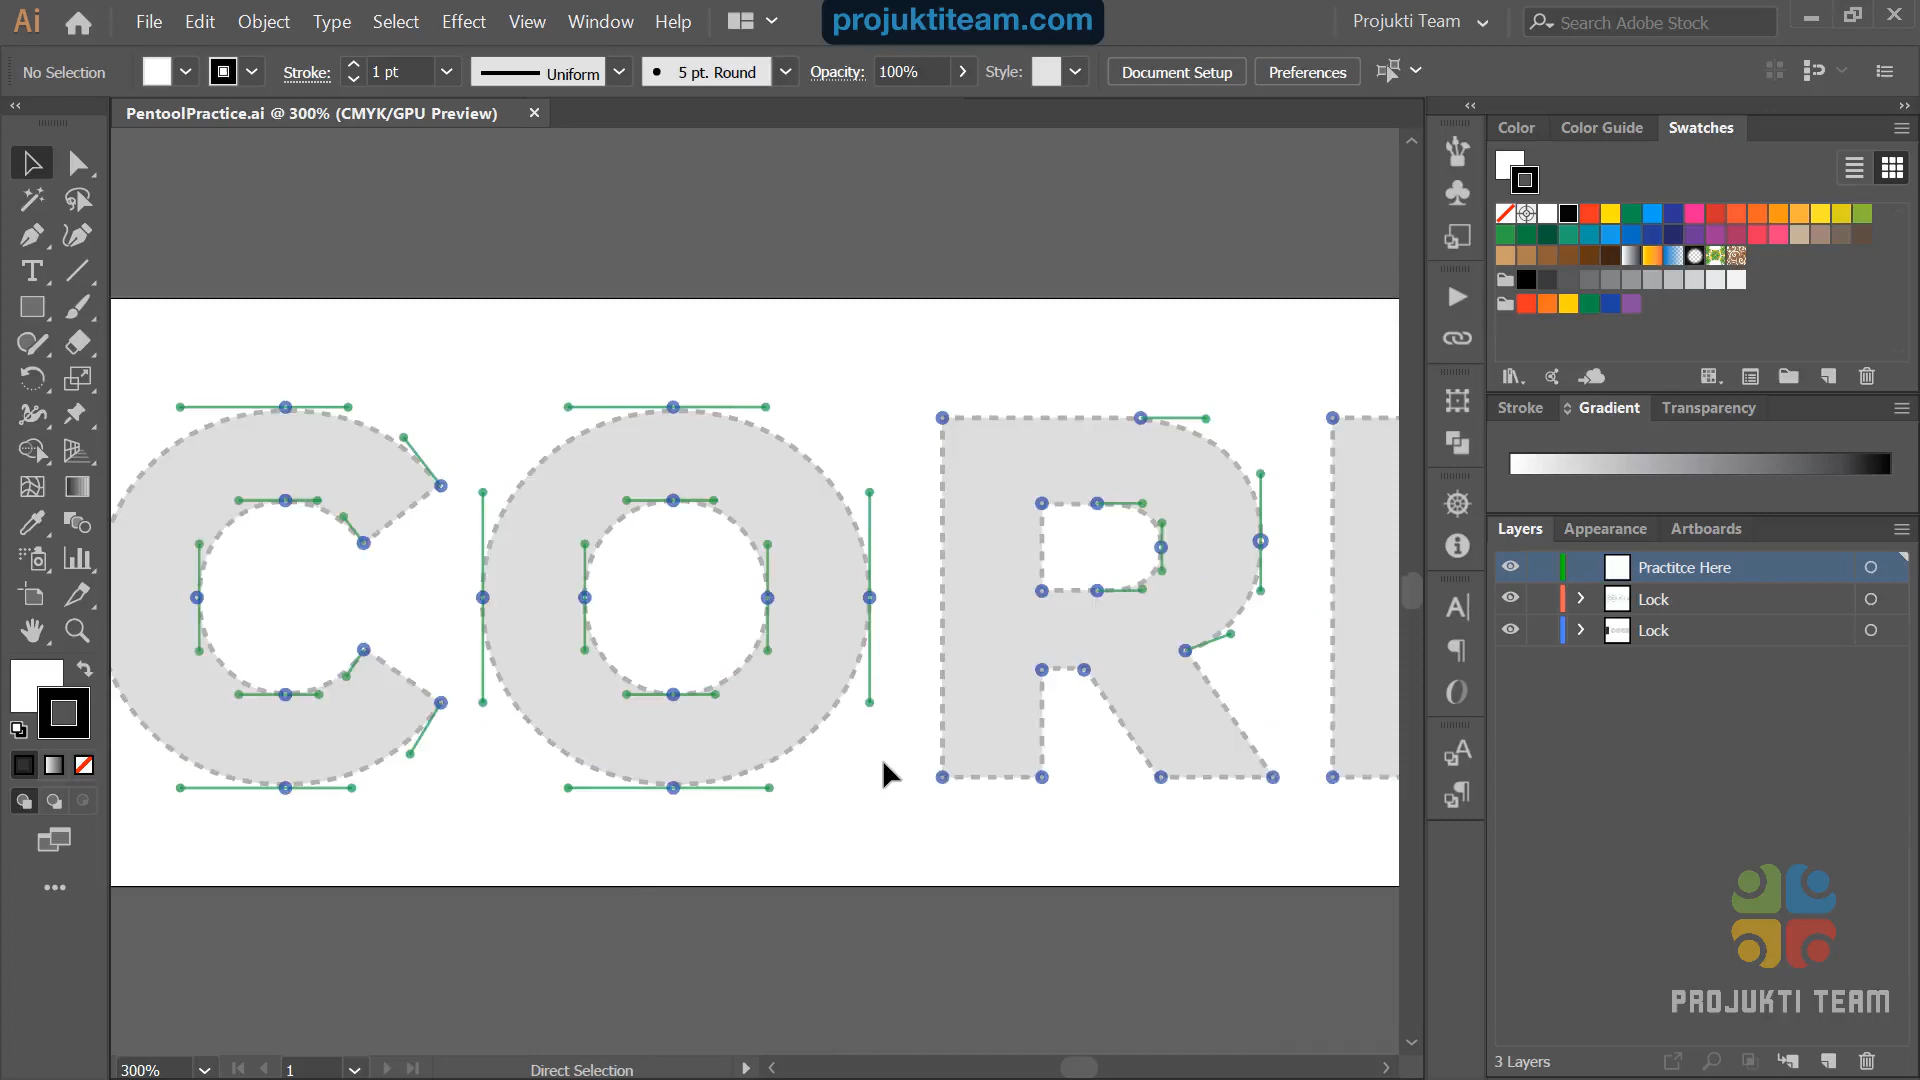 Ai File Edit Object Type Select Effect View Window Help projuktiteam.com Projukti Team Search Adobe Stock
No Selection Stroke: 1 pt Uniform 5 pt. Round Opacity: 100% Style: Document Setup Preferences
PentoolPractice.ai @ 300% (CMYK/GPU Preview)
Color Color Guide Swatches
COR
Stroke Gradient Transparency
Layers Appearance Artboards
Practitce Here
Lock
Lock
PROJUKTI TEAM
3 Layers
300% 1 Direct Selection